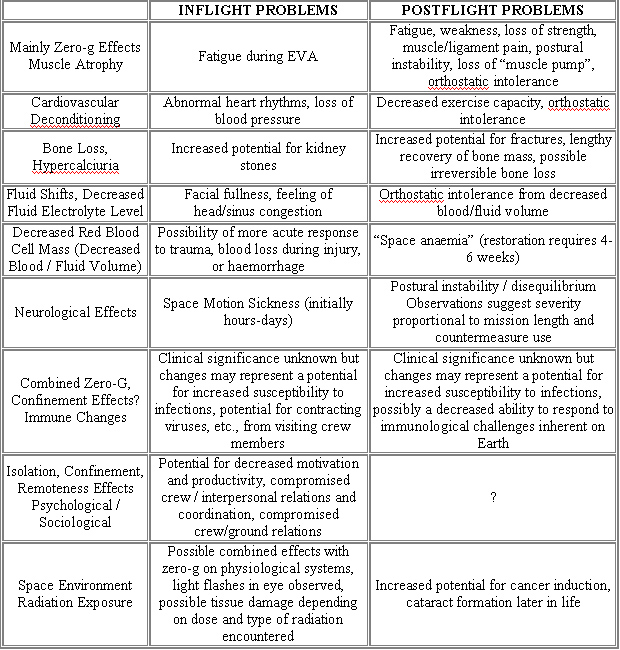 INFLIGHT PROBLEMS
POSTFLIGHT PROBLEMS
Mainly Zero-g Effects
Muscle Atrophy
Fatigue during EVA
Fatigue, weakness, loss of strength,
muscle/ligament pain, postural
instability, loss of “muscle pump”,
orthostatic intolerance
Cardiovascular
Deconditioning
Abnormal heart rhythms, loss of
blood pressure
Decreased exercise capacity, orthostatic
intolerance
Bone Loss,
Hypercalciuria
Increased potential for kidney
stones
Increased potential for fractures, lengthy
recovery of bone mass, possible
irreversible bone loss
Fluid Shifts, Decreased
Fluid Electrolyte Level
Facial fullness, feeling of
head/sinus congestion
Orthostatic intolerance from decreased
blood/fluid volume
Decreased Red Blood
Cell Mass (Decreased
Blood / Fluid Volume)
Possibility of more acute response
to trauma, blood loss during injury,
or haemorrhage
“Space anaemia” (restoration requires 4-
6 weeks)
Neurological Effects
Space Motion Sickness (initially
hours-days)
Postural instability / disequilibrium
Observations suggest severity
proportional to mission length and
countermeasure use
Combined Zero-G,
Confinement Effects?
Immune Changes
Clinical significance unknown but
changes may represent a potential
for increased susceptibility to
infections, potential for contracting
viruses, etc., from visiting crew
members
Clinical significance unknown but
changes may represent a potential for
increased susceptibility to infections,
possibly a decreased ability to respond to
immunological challenges inherent on
Earth
Isolation, Confinement,
Remoteness Effects
Psychological /
Sociological
Potential for decreased motivation
and productivity, compromised
crew / interpersonal relations and
coordination, compromised
crew/ground relations
?
Space Environment
Radiation Exposure
Possible combined effects with
zero-g on physiological systems,
light flashes in eye observed,
possible tissue damage depending
on dose and type of radiation
encountered
Increased potential for cancer induction,
cataract formation later in life